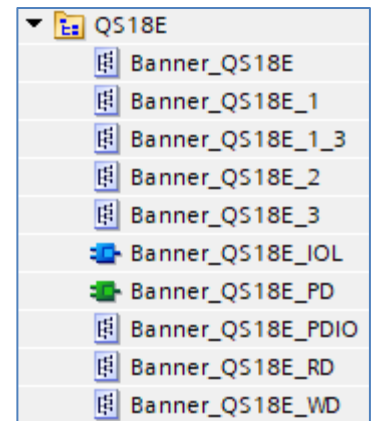 QS18E
Banner_QS18E
Banner_QS18E_1
Banner_QS18E_1_3
Banner_QS18E_2
Banner_QS18E_3
Banner_QS18E_IOL
Banner_QS18E_PD
Banner_QS18E_PDIO
Banner_QS18E_RD
Banner_QS18E_WD